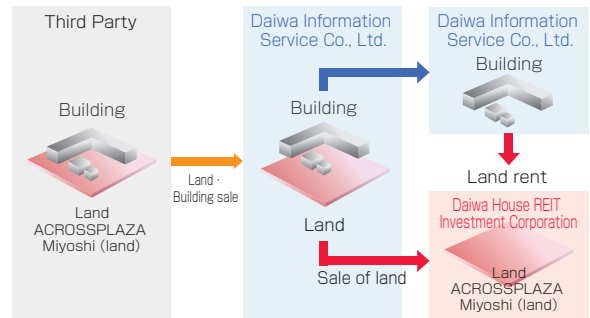 Third Party
Building
Land
ACROSSPLAZA
Miyoshi (land)
Land・
Building sale
Daiwa Information
Service Co., Ltd.
Building
Land
Sale of land
Daiwa Information
Service Co., Ltd.
Building
Land rent
Daiwa House REIT
Investment Corporation
Land
ACROSSPLAZA
Miyoshi (land)